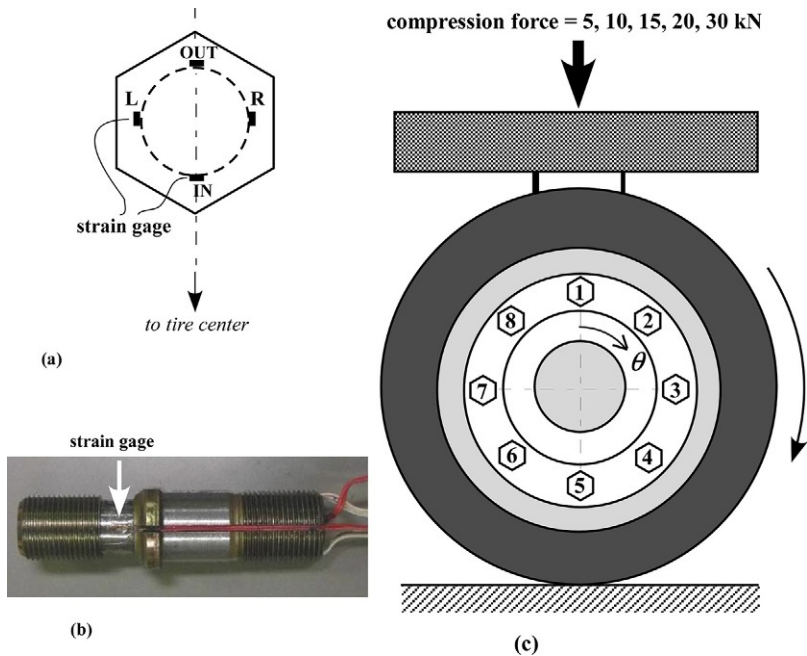 OUT
L
R
IN
strain gage
to tire center
(a)
strain gage
(b)
compression force = 5, 10, 15, 20, 30 kN
1
2
3
4
5
6
7
8
θ
(c)